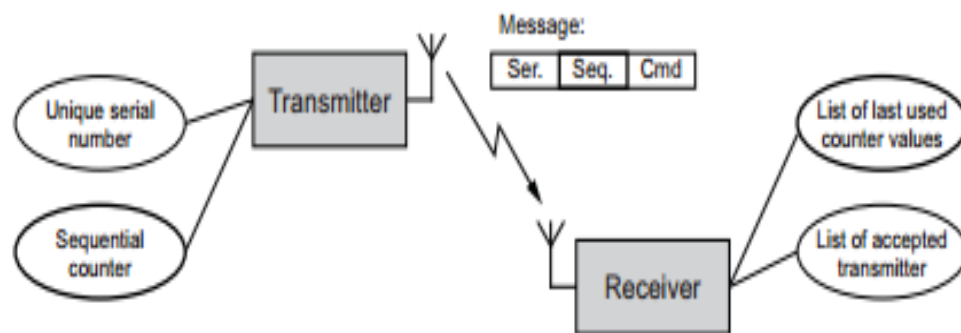 Message:
Ser. Seq. Cmd
Transmitter
Unique serial
number
Sequential
counter
List of last used
counter values
List of accepted
transmitter
Receiver